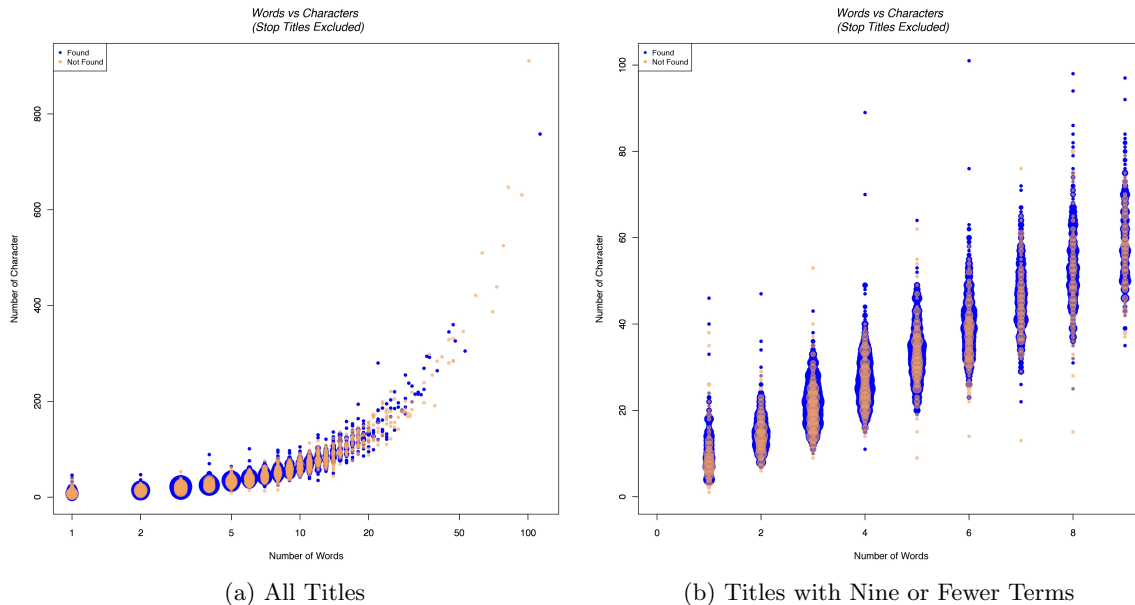 Words vs Characters
(Stop Titles Excluded)
Found
Not Found
800
600
400
200
0
Number of Character
1
2
5
10
20
50
100
Number of Words
(a) All Titles
Words vs Characters
(Stop Titles Excluded)
Found
Not Found
100
80
60
40
20
0
Number of Character
0
2
4
6
8
Number of Words
(b) Titles with Nine or Fewer Terms